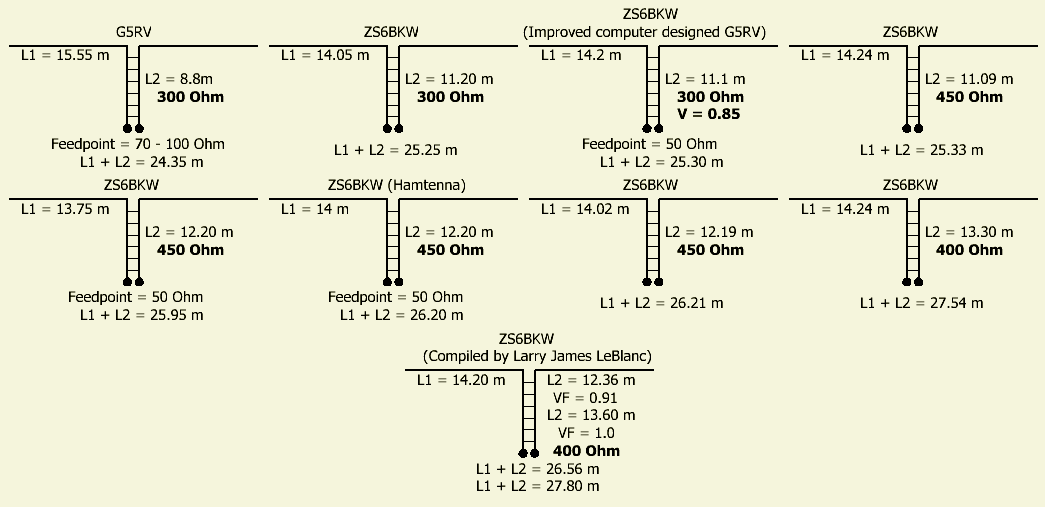 G5RV
L1 = 15.55 m
L2 = 8.8m
300 Ohm
Feedpoint = 70 - 100 Ohm
L1 + L2 = 24.35 m
ZS6BKW
L1 = 14.05 m
L2 = 11.20 m
300 Ohm
L1 + L2 = 25.25 m
ZS6BKW
(Improved computer designed G5RV)
L1 = 14.2 m
L2 = 11.1 m
300 Ohm
V = 0.85
Feedpoint = 50 Ohm
L1 + L2 = 25.30 m
ZS6BKW
L1 = 14.24 m
L2 = 11.09 m
450 Ohm
L1 + L2 = 25.33 m
ZS6BKW
L1 = 13.75 m
L2 = 12.20 m
450 Ohm
Feedpoint = 50 Ohm
L1 + L2 = 25.95 m
ZS6BKW (Hamtenna)
L1 = 14 m
L2 = 12.20 m
450 Ohm
Feedpoint = 50 Ohm
L1 + L2 = 26.20 m
ZS6BKW
L1 = 14.02 m
L2 = 12.19 m
450 Ohm
L1 + L2 = 26.21 m
ZS6BKW
L1 = 14.24 m
L2 = 13.30 m
400 Ohm
L1 + L2 = 27.54 m
ZS6BKW
(Compiled by Larry James LeBlanc)
L1 = 14.20 m
L2 = 12.36 m
VF = 0.91
L2 = 13.60 m
VF = 1.0
400 Ohm
L1 + L2 = 26.56 m
L1 + L2 = 27.80 m